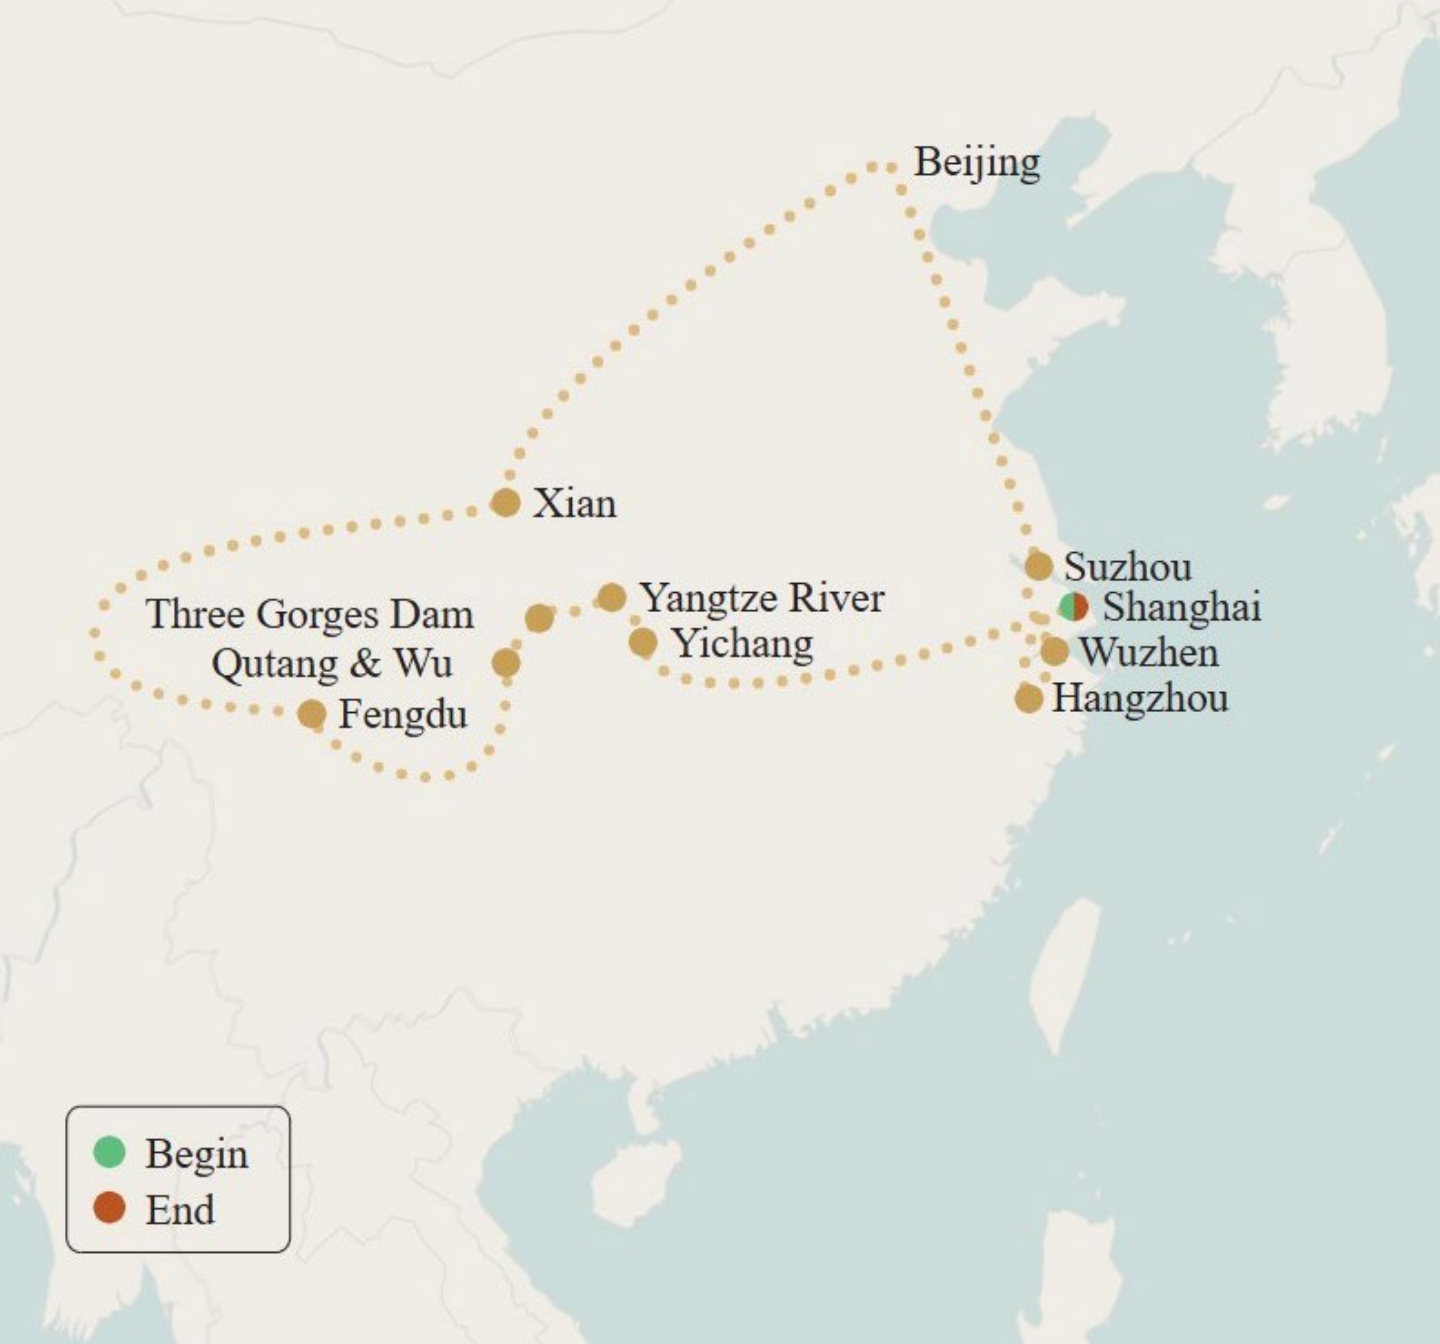 Beijing
Xian
Suzhou
Yangtze River
Shanghai
Three Gorges Dam
Yichang
Wuzhen
Qutang & Wu
Hangzhou
Fengdu
Begin
End